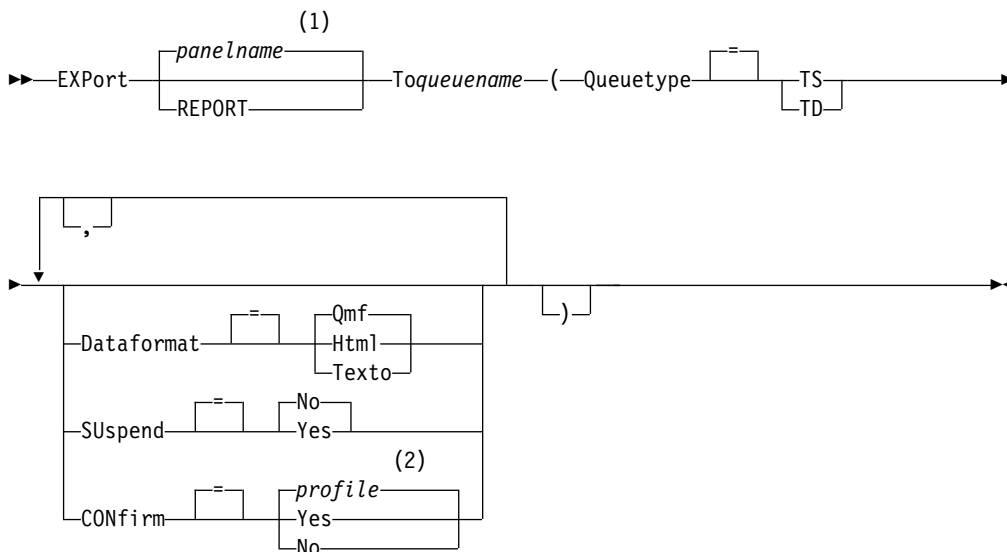 (1)
panelname
EXPort Toqueuename ( Queuetype = TS
REPORT TD
,
)
Qmf
Dataformat = Html
Texto
No
SUspend = Yes
(2)
profile
CONfirm = Yes
No